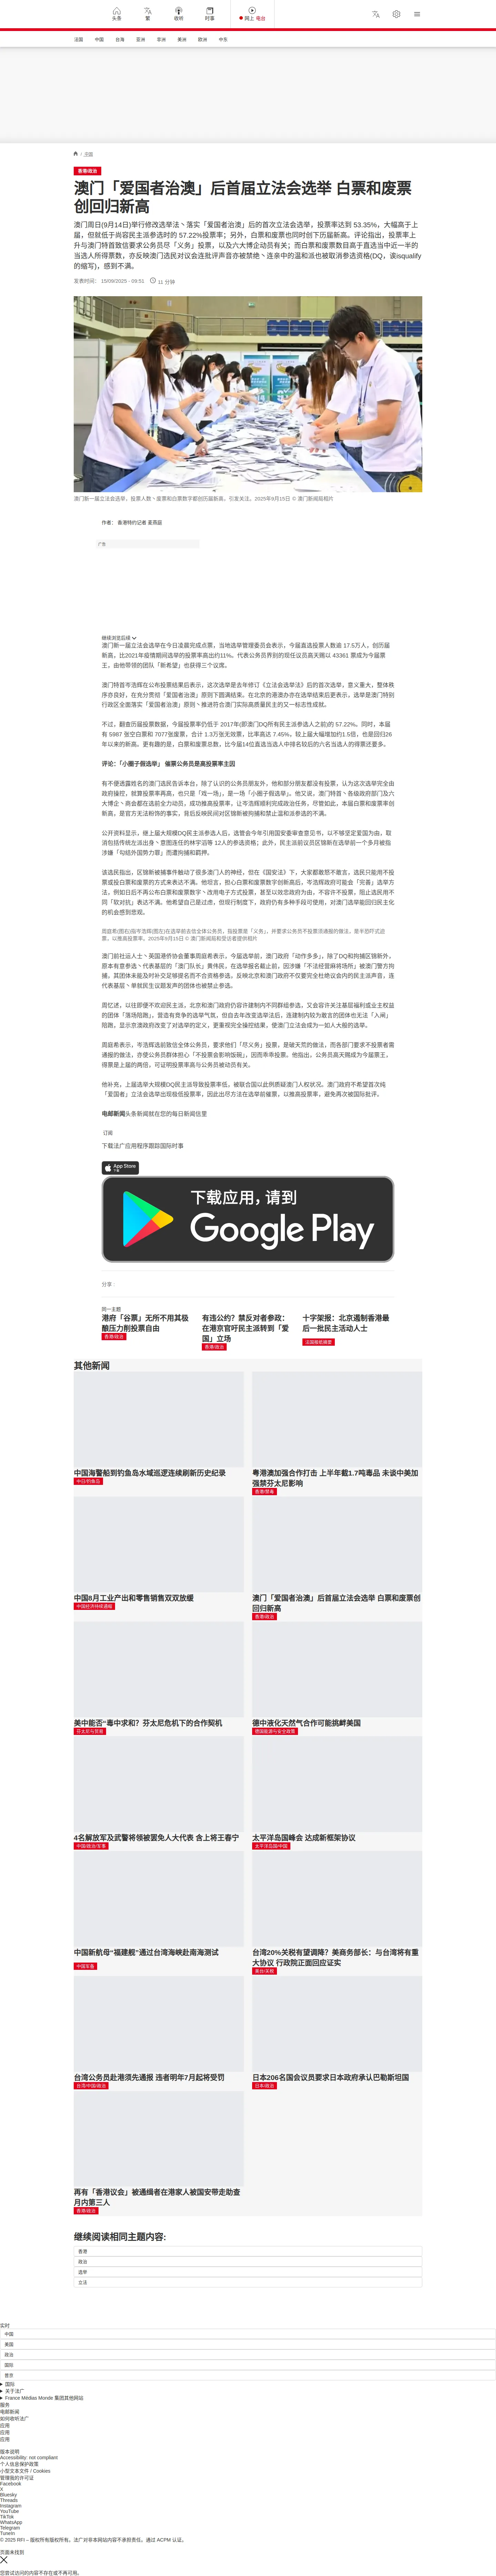 头条
繁
收听
时事
网上 电台
法国
中国
台海
亚洲
非洲
美洲
欧洲
中东
/ 港澳
香港/政治
澳门「爱国者治澳」后首届立法会选举 白票和废票
创回归新高
澳门周日(9月14日)举行修改选举法丶落实「爱国者治澳」后的首次立法会选举，投票率达到 53.35%，大幅高于上
届，但就低于尚容民主派参选时的 57.22%投票率；另外，白票和废票也同时创下历届新高。评论指出，投票率上
升与澳门特首致信要求公务员尽「义务」投票，以及六大博企动员有关；而白票和废票数目高于直选当中近一半的
当选人所得票数，亦反映澳门选民对议会连批评声音亦被禁绝丶连亲中的温和派也被取消参选资格(DQ，该isqualify
的缩写)，感到不满。
发表时间： 15/09/2025 - 09:51
11 分钟
澳门新一届立法会选举，投票人数丶废票和白票数字都创历届新高，引发关注。2025年9月15日 © 澳门新闻局相片
作者： 香港特约记者 麦燕庭
广告
继续浏览后续
澳门新一届立法会选举在今日凌晨完成点票，当地选举管理委员会表示，今届直选投票人数逾 17.5万人，创历届
新高，比2021年疫情期间选举的投票率高出约11%。代表公务员界别的现任议员高天赐以 43361 票成为今届票
王，由他带领的团队「新希望」也获得三个议席。
澳门特首岑浩辉在公布投票结果后表示，这次选举是去年修订《立法会选举法》后的首次选举，意义重大，整体秩
序亦良好，在充分贯彻「爱国者治澳」原则下圆满结束。在北京的港澳办亦在选举结束后更表示，选举是澳门特别
行政区全面落实「爱国者治澳」原则丶推进符合澳门实际高质量民主的又一标志性成就。
不过，翻查历届投票数据，今届投票率仍低于 2017年(即澳门DQ所有民主派参选人之前)的 57.22%。同时，本届
有 5987 张空白票和 7077张废票，合计 1.3万张无效票，比率高达 7.45%，较上届大幅增加约1.5倍，也是回归26
年以来的新高。更有趣的是，白票和废票总数，比今届14位直选当选人中排名较后的六名当选人的得票还要多。
评论:「小圈子假选举」 催票公务员是高投票率主因
有不便透露姓名的澳门选民告诉本台，除了认识的公务员朋友外，他和部分朋友都没有投票，认为这次选举完全由
政府操控，就算投票率再高，也只是「戏一场」，是一场「小圈子假选举」。他又说，澳门特首丶各级政府部门及六
大博企丶商会都在选前全力动员，成功推高投票率，让岑浩辉顺利完成政治任务，尽管如此，本届白票和废票率创
新高，是官方无法粉饰的事实，背后反映民间对区锦新被拘捕和禁止温和派参选的不满。
公开资料显示，继上届大规模DQ民主派参选人后，选管会今年引用国安委审查意见书，以不够坚定爱国为由，取
消包括传统左派出身丶意图连任的林宇滔等 12人的参选资格；此外，民主派前议员区锦新在选举前一个多月被指
涉嫌「勾结外国势力罪」而遭拘捕和羁押。
该选民指出，区锦新被捕事件触动了很多澳门人的神经，但在《国安法》下，大家都敢怒不敢言，选民只能用不投
票或投白票和废票的方式来表达不满。他坦言，担心白票和废票数字创新高后，岑浩辉政府可能会「完善」选举方
法，例如日后不再公布白票和废票数字丶改用电子方式投票，甚至以效忠政府为由，不容许不投票，阻止选民用不
同「软对抗」表达不满。他希望自己是过虑，但现行制度下，政府仍有多种手段可使用，对澳门选举能回归民主化
的机会感到悲观。
周庭希(图右)指岑浩辉(图左)在选举前去信全体公务员，指投票是「义务」，并要求公务员不投票须通报的做法，是半恐吓式迫
票，以推高投票率。2025年9月15日 © 澳门新闻局和受访者提供相片
澳门前社运人士丶英国港侨协会董事周庭希表示，今届选举前，澳门政府「动作多多」，除了DQ和拘捕区锦新外，
原本有意参选丶代表基层的「澳门队长」黄伟民，在选举报名截止前，因涉嫌「不法经营麻将场所」被澳门警方拘
捕，其团体未能及时补交足够提名而不合资格参选，反映北京和澳门政府不仅要完全杜绝议会内的民主派声音，连
代表基层丶单就民生议题发声的团体也被禁止参选。
周忆述，以往即便不欢迎民主派，北京和澳门政府仍容许建制内不同群组参选，又会容许关注基层福利或业主权益
的团体「落场陪跑」，营造有竞争的选举气氛，但自去年改变选举法后，连建制内较为敢言的团体也无法「入闸」
陪跑，显示京澳政府改变了对选举的定义，更重视完全操控结果，使澳门立法会成为一如人大般的选举。
周庭希表示，岑浩辉选前致信全体公务员，要求他们「尽义务」投票，是破天荒的做法，而各部门要求不投票者需
通报的做法，亦使公务员群体担心「不投票会影响饭碗」，因而乖乖投票。他指出，公务员高天赐成为今届票王，
得票是上届的两倍，可证明投票率高与公务员被动员有关。
他补充，上届选举大规模DQ民主派导致投票率低，被联合国以此例质疑澳门人权状况，澳门政府不希望首次纯
「爱国者」立法会选举出现极低投票率，因此出尽方法在选举前催票，以推高投票率，避免再次被国际批评。
电邮新闻头条新闻就在您的每日新闻信里
订阅
下载法广应用程序跟踪国际时事
App Store
下载
下载应用，请到
Google Play
分享 :
同一主题
港府「谷票」无所不用其极
酿压力削投票自由
香港/政治
有违公约？禁反对者参政：
在港京官吁民主派转到「爱
国」立场
香港/政治
十字架报：北京遏制香港最
后一批民主活动人士
法国报纸摘要
其他新闻
中国海警船到钓鱼岛水域巡逻连续刷新历史纪录
中日/钓鱼岛
粤港澳加强合作打击 上半年截1.7吨毒品 未谈中美加
强禁芬太尼影响
香港/禁毒
中国8月工业产出和零售销售双双放缓
中国经济持续通缩
澳门「爱国者治澳」后首届立法会选举 白票和废票创
回归新高
香港/政治
美中能否“毒中求和？芬太尼危机下的合作契机
芬太尼与贸易
德中液化天然气合作可能挑衅美国
德国能源与安全政策
4名解放军及武警将领被罢免人大代表 含上将王春宁
中国/政治/军事
太平洋岛国峰会 达成新框架协议
太平洋岛国/中国
中国新航母“福建舰”通过台湾海峡赴南海测试
中国军备
台湾20%关税有望调降？美商务部长：与台湾将有重
大协议 行政院正面回应证实
美台/关税
台湾公务员赴港须先通报 违者明年7月起将受罚
台湾/中国/政治
日本206名国会议员要求日本政府承认巴勒斯坦国
日本/政治
再有「香港议会」被通缉者在港家人被国安带走助查
月内第三人
香港/政治
继续阅读相同主题内容:
香港
政治
选举
立法
实时
中国
美国
政治
国际
普京
国际
关于法广
France Médias Monde 集团其他网站
服务
电邮新闻
如何收听法广
应用
应用
应用
版本说明
Accessibility: not compliant
个人信息保护政策
小型文本文件 / Cookies
管理我的许可证
Facebook
X
Bluesky
Threads
Instagram
YouTube
TikTok
WhatsApp
Telegram
TuneIn
© 2025 RFI – 版权所有版权所有。法广对非本网站内容不承担责任。通过 ACPM 认证。
页面未找到
您尝试访问的内容不存在或不再可用。